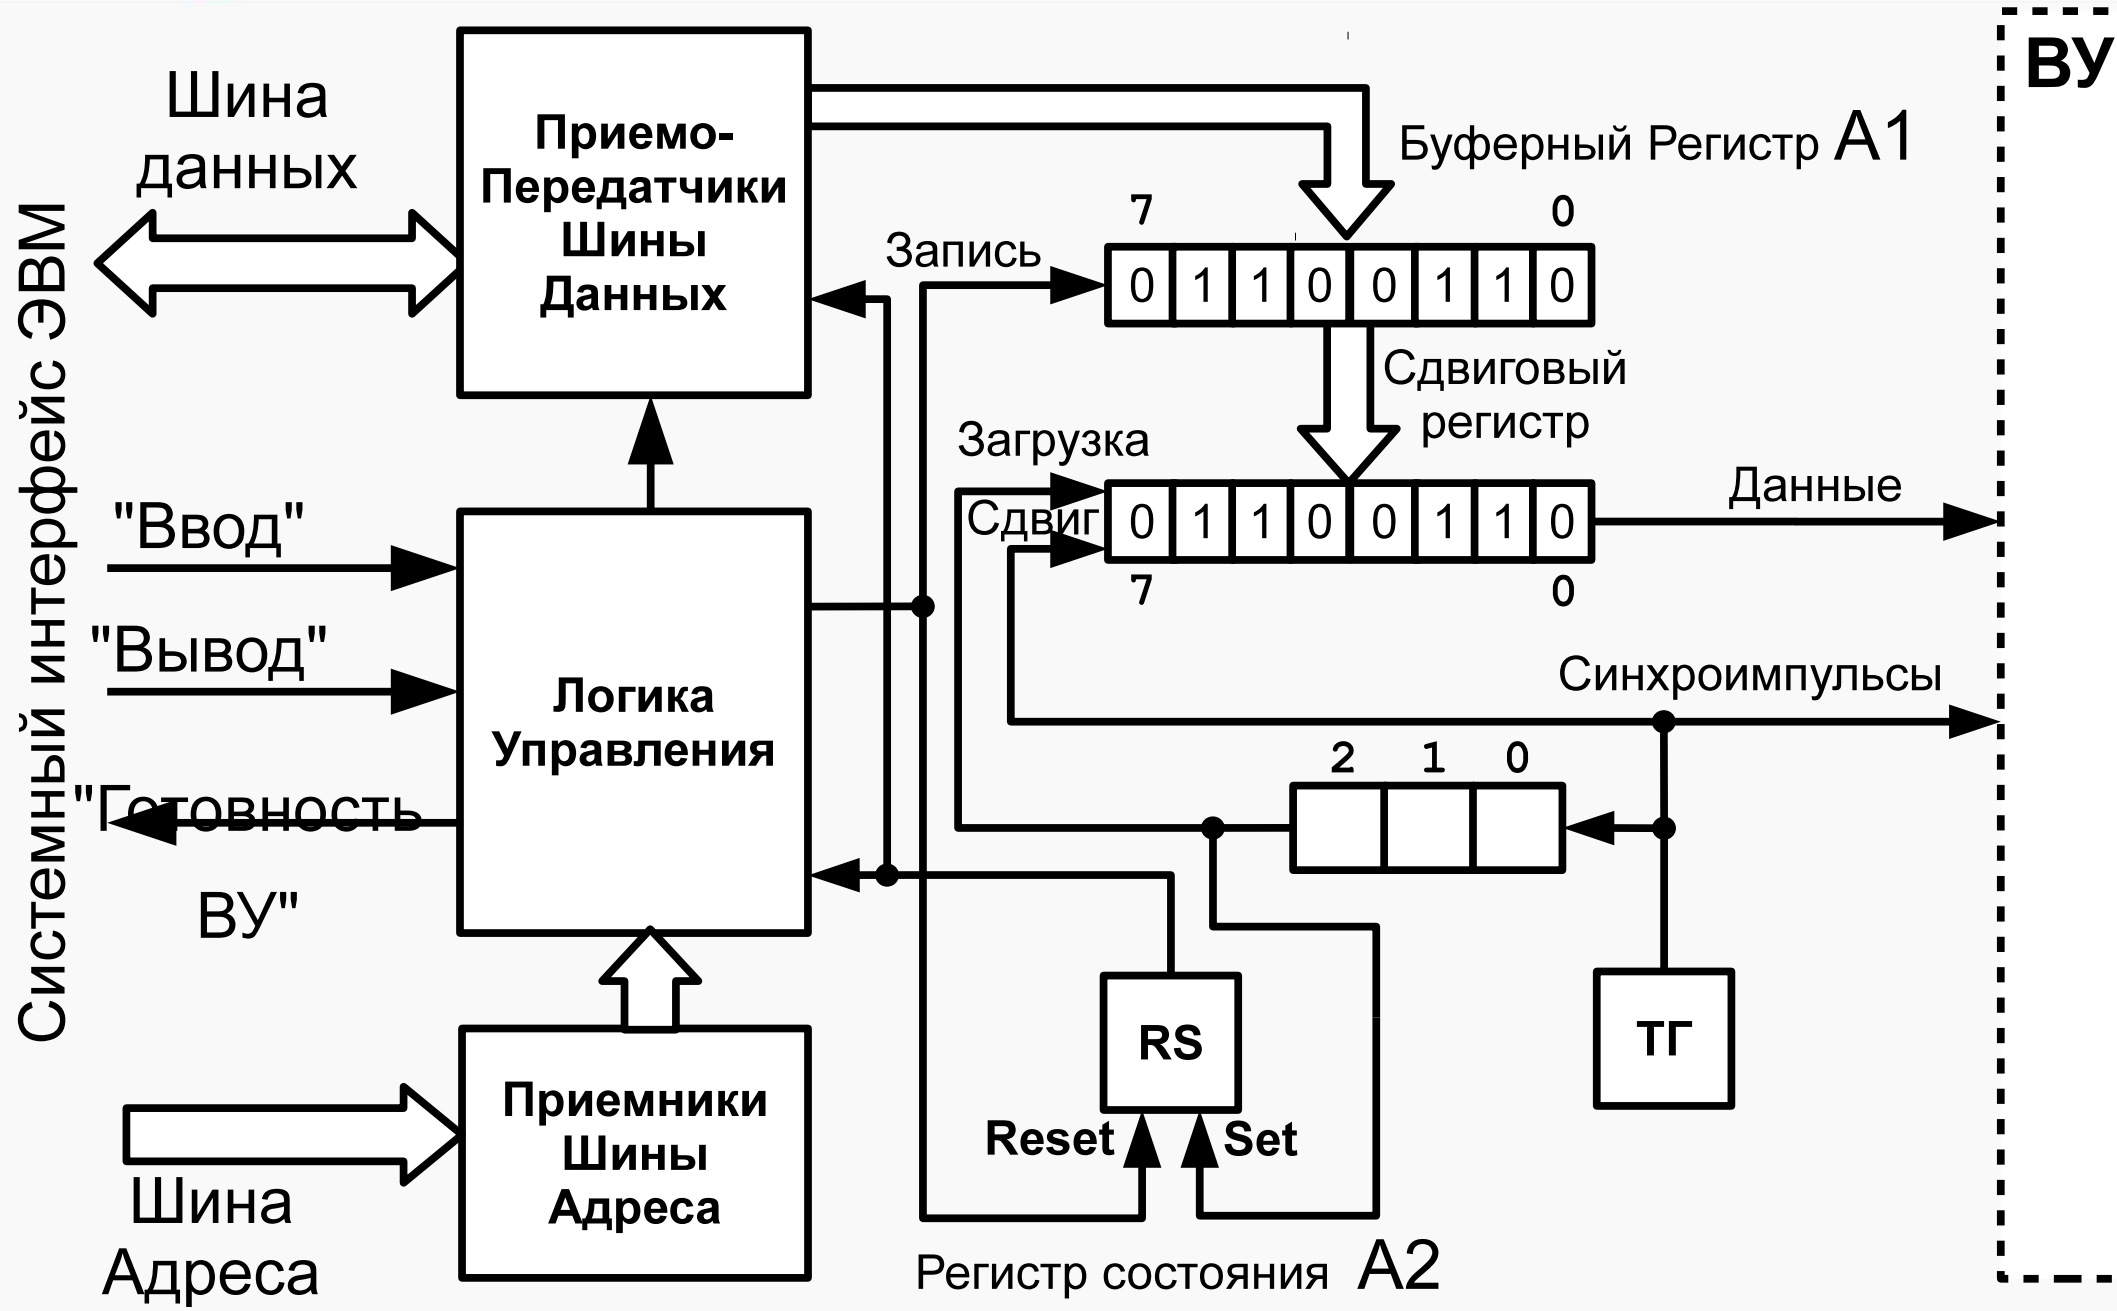 Системный интерфейс ЭВМ
Шина
данных
"Ввод"
"Вывод"
"Готовность
ВУ"
Шина
Адреса
Приемо-
Передатчики
Шины
Данных
Логика
Управления
Приемники
Шины
Адреса
Буферный Регистр А1
7 0
Запись
0 1 1 0 0 1 1 0
Сдвиговый
регистр
Загрузка
Сдвиг
0 1 1 0 0 1 1 0
7 0
Данные
Синхроимпульсы
2 1 0
RS
ТГ
Reset Set
Регистр состояния А2
ВУ